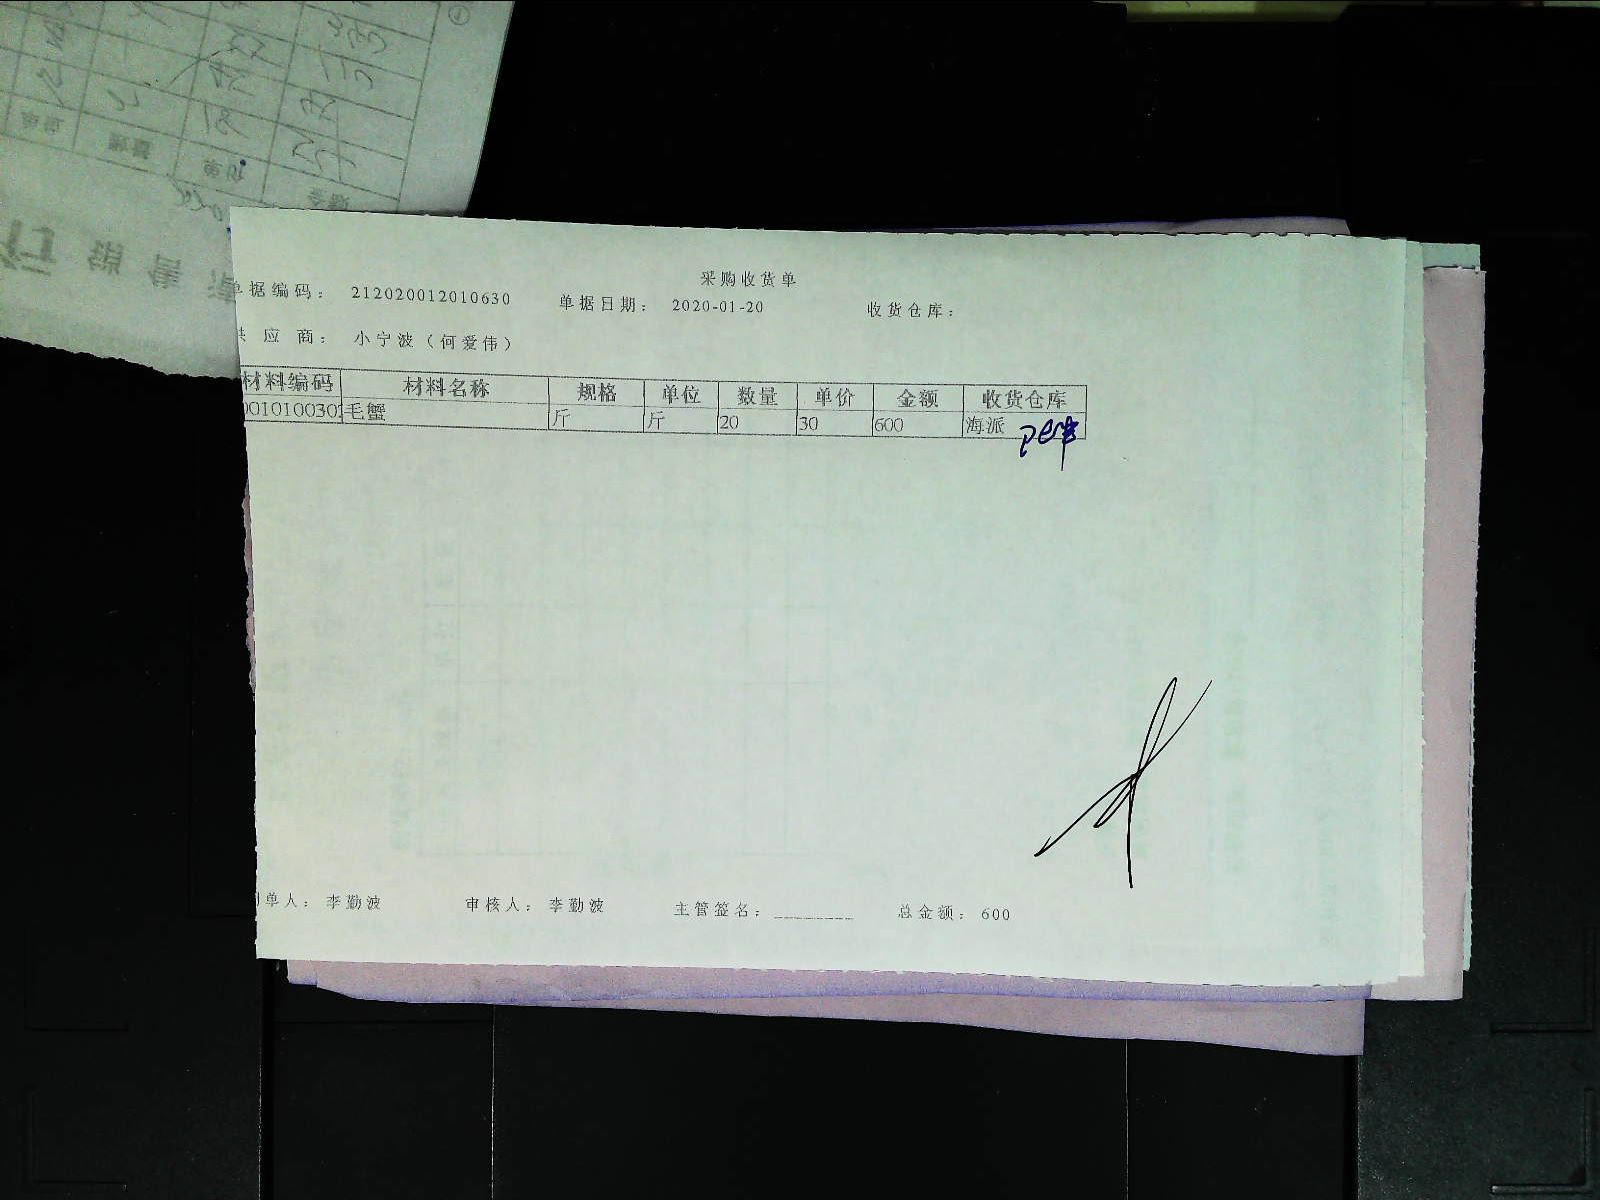 采购收货单
单据编码： 212020012010630 单据日期： 2020-01-20 收货仓库：
供 应 商： 小宁波（何爱伟）
材料编码 材料名称 规格 单位 数量 单价 金额 收货仓库
0010100302 毛蟹 斤 斤 20 30 600 海派
制单人： 李勤波 审核人： 李勤波 主管签名：________ 总金额： 600